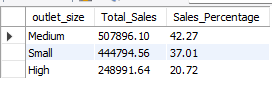 outlet_size Total_Sales Sales_Percentage
Medium 507896.10 42.27
Small 444794.56 37.01
High 248991.64 20.72